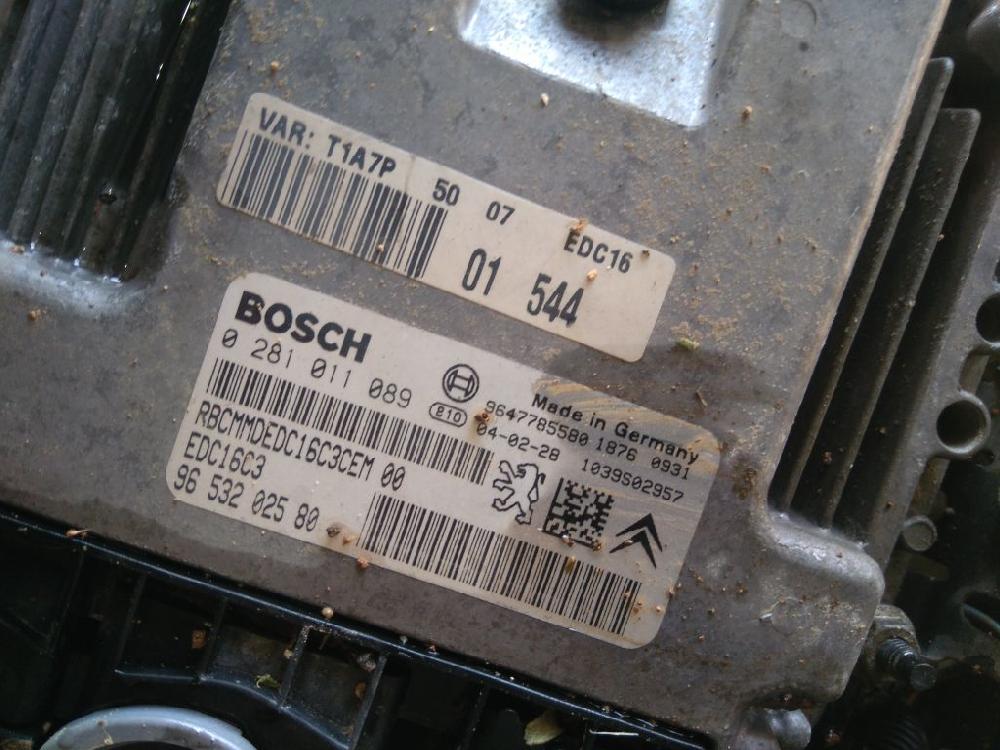 VAR: T1A7P 50 07 EDC16
01 544
BOSCH
0 281 011 089
Made in Germany
e10
9647785580 1876 0931
04-02-28 1039S02957
RBCMMDEDC16C3CEM 00
EDC16C3
96 532 025 80